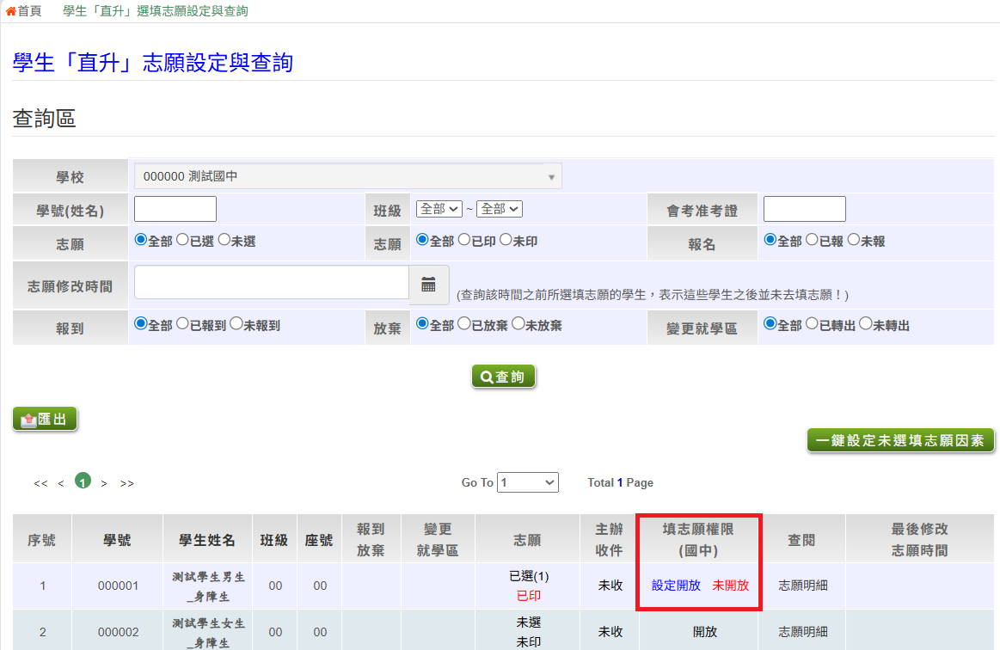 首頁 學生「直升」選填志願設定與查詢
學生「直升」志願設定與查詢
查詢區
學校 000000 測試國中
學號(姓名) 班級 全部 ~ 全部 會考准考證
志願 全部 已選 未選 志願 全部 已印 未印 報名 全部 已報 未報
志願修改時間 (查詢該時間之前所選填志願的學生，表示這些學生之後並未去填志願！)
報到 全部 已報到 未報到 放棄 全部 已放棄 未放棄 變更就學區 全部 已轉出 未轉出
查詢
匯出
一鍵設定未選填志願因素
<< < 1 > >> Go To 1 Total 1 Page
序號 學號 學生姓名 班級 座號 報到 放棄 變更 就學區 志願 主辦 收件 填志願權限 (國中) 查閱 最後修改 志願時間
1 000001 測試學生男生 _身障生 00 00 已選(1) 已印 未收 設定開放 未開放 志願明細
2 000002 測試學生女生 _身障生 00 00 未選 未印 未收 開放 志願明細